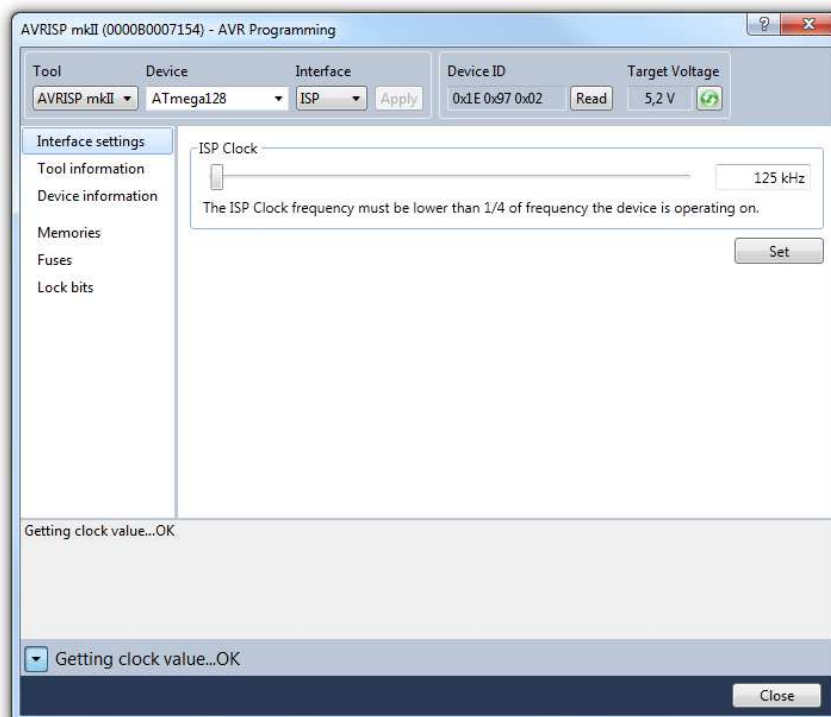 AVRISP mkII (0000B0007154) - AVR Programming
Tool Device Interface Device ID Target Voltage
AVRISP mkII ATmega128 ISP Apply 0x1E 0x97 0x02 Read 5,2 V
Interface settings
Tool information
Device information
Memories
Fuses
Lock bits
ISP Clock
125 kHz
The ISP Clock frequency must be lower than 1/4 of frequency the device is operating on.
Set
Getting clock value...OK
Getting clock value...OK
Close